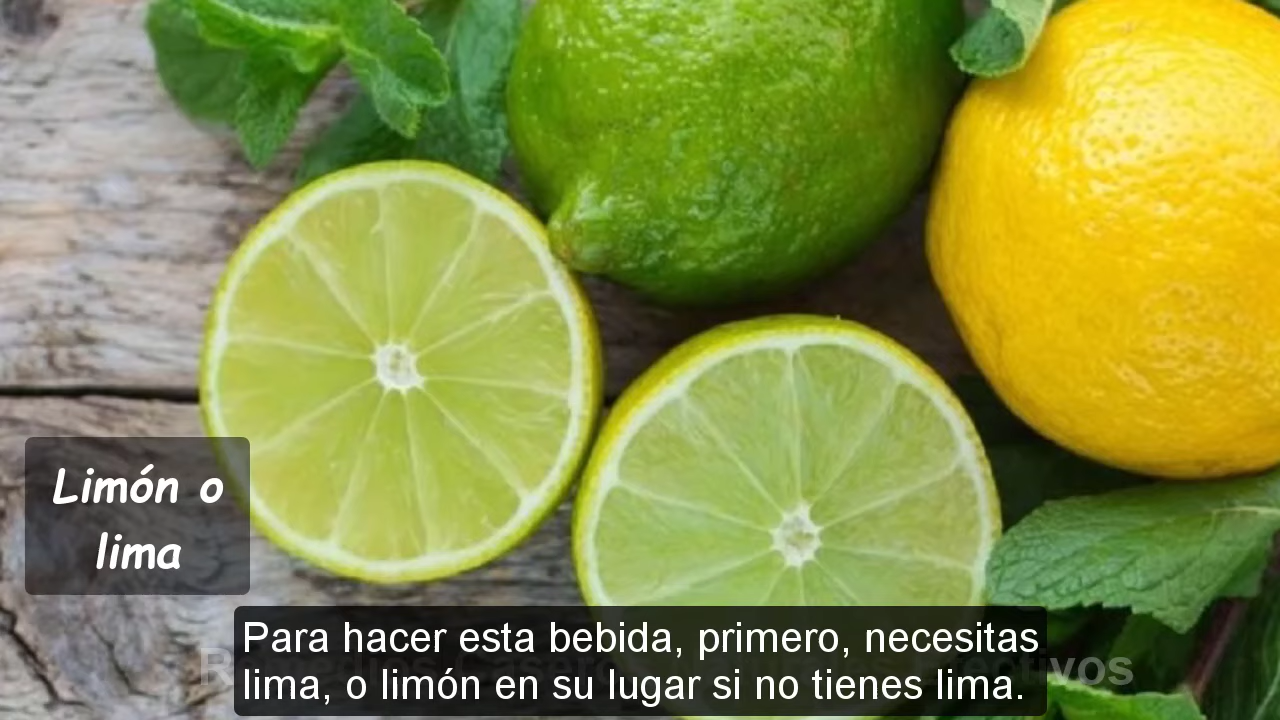 Limón o
lima
Para hacer esta bebida, primero, necesitas
lima, o limón en su lugar si no tienes lima.